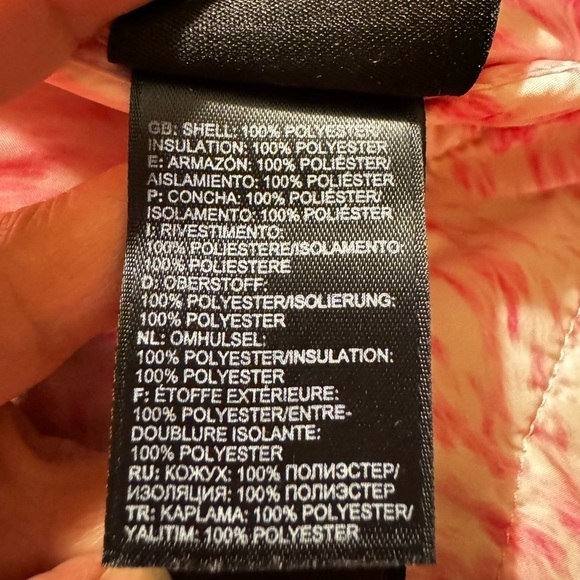 GB: SHELL: 100% POLYESTER/
INSULATION: 100% POLYESTER
E: ARMAZÓN: 100% POLIÉSTER/
AISLAMIENTO: 100% POLIÉSTER
P: CONCHA: 100% POLIÉSTER/
ISOLAMENTO: 100% POLIÉSTER
I: RIVESTIMENTO:
100% POLIESTERE/ISOLAMENTO:
100% POLIESTERE
D: OBERSTOFF:
100% POLYESTER/ISOLIERUNG:
100% POLYESTER
NL: OMHULSEL:
100% POLYESTER/INSULATION:
100% POLYESTER
F: ÉTOFFE EXTÉRIEURE:
100% POLYESTER/ENTRE-
DOUBLURE ISOLANTE:
100% POLYESTER
RU: КОЖУХ: 100% ПОЛИЭСТЕР/
ИЗОЛЯЦИЯ: 100% ПОЛИЭСТЕР
TR: KAPLAMA: 100% POLYESTER/
YALITIM: 100% POLYESTER